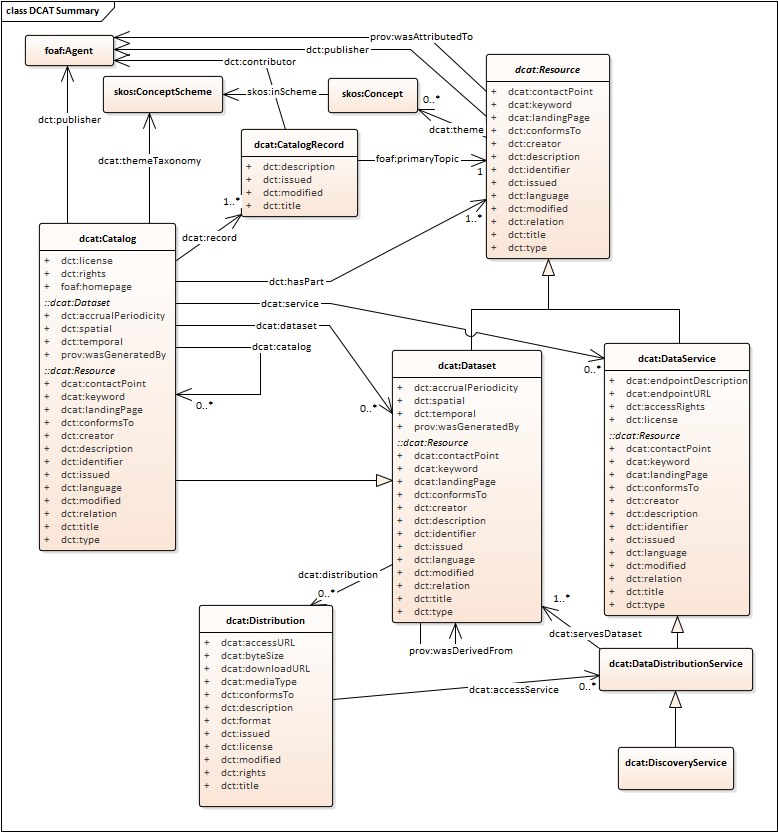 class DCAT Summary
foaf:Agent
prov:wasAttributedTo
dct:publisher
dct:contributor
dct:publisher
skos:ConceptScheme
skos:inScheme
skos:Concept
0..*
dcat:theme
dcat:themeTaxonomy
dcat:Resource
+ dcat:contactPoint
+ dcat:keyword
+ dcat:landingPage
+ dct:conformsTo
+ dct:creator
+ dct:description
+ dct:identifier
+ dct:issued
+ dct:language
+ dct:modified
+ dct:relation
+ dct:title
+ dct:type
dcat:CatalogRecord
+ dct:description
+ dct:issued
+ dct:modified
+ dct:title
foaf:primaryTopic
1
1..*
dcat:record
1..*
dct:hasPart
dcat:service
0..*
dcat:dataset
0..*
dcat:catalog
0..*
dcat:Catalog
+ dct:license
+ dct:rights
+ foaf:homepage
::dcat:Dataset
+ dct:accrualPeriodicity
+ dct:spatial
+ dct:temporal
+ prov:wasGeneratedBy
::dcat:Resource
+ dcat:contactPoint
+ dcat:keyword
+ dcat:landingPage
+ dct:conformsTo
+ dct:creator
+ dct:description
+ dct:identifier
+ dct:issued
+ dct:language
+ dct:modified
+ dct:relation
+ dct:title
+ dct:type
dcat:Dataset
+ dct:accrualPeriodicity
+ dct:spatial
+ dct:temporal
+ prov:wasGeneratedBy
::dcat:Resource
+ dcat:contactPoint
+ dcat:keyword
+ dcat:landingPage
+ dct:conformsTo
+ dct:creator
+ dct:description
+ dct:identifier
+ dct:issued
+ dct:language
+ dct:modified
+ dct:relation
+ dct:title
+ dct:type
dcat:DataService
+ dcat:endpointDescription
+ dcat:endpointURL
+ dct:accessRights
+ dct:license
::dcat:Resource
+ dcat:contactPoint
+ dcat:keyword
+ dcat:landingPage
+ dct:conformsTo
+ dct:creator
+ dct:description
+ dct:identifier
+ dct:issued
+ dct:language
+ dct:modified
+ dct:relation
+ dct:title
+ dct:type
dcat:distribution
0..*
1..*
dcat:servesDataset
prov:wasDerivedFrom
dcat:Distribution
+ dcat:accessURL
+ dcat:byteSize
+ dcat:downloadURL
+ dcat:mediaType
+ dct:conformsTo
+ dct:description
+ dct:format
+ dct:issued
+ dct:license
+ dct:modified
+ dct:rights
+ dct:title
dcat:accessService
0..*
dcat:DataDistributionService
dcat:DiscoveryService